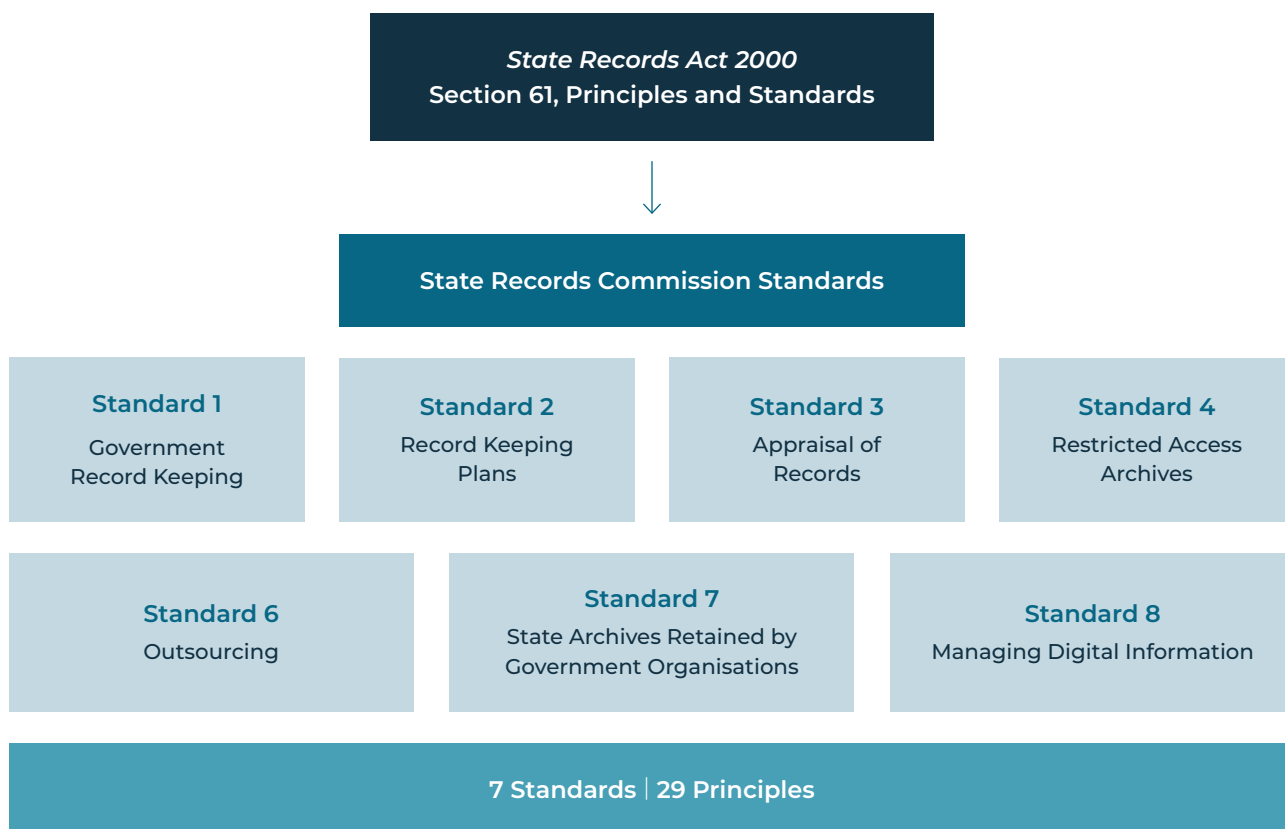 State Records Act 2000
Section 61, Principles and Standards
State Records Commission Standards
Standard 1
Government
Record Keeping
Standard 2
Record Keeping
Plans
Standard 3
Appraisal of
Records
Standard 4
Restricted Access
Archives
Standard 6
Outsourcing
Standard 7
State Archives Retained by
Government Organisations
Standard 8
Managing Digital Information
7 Standards | 29 Principles